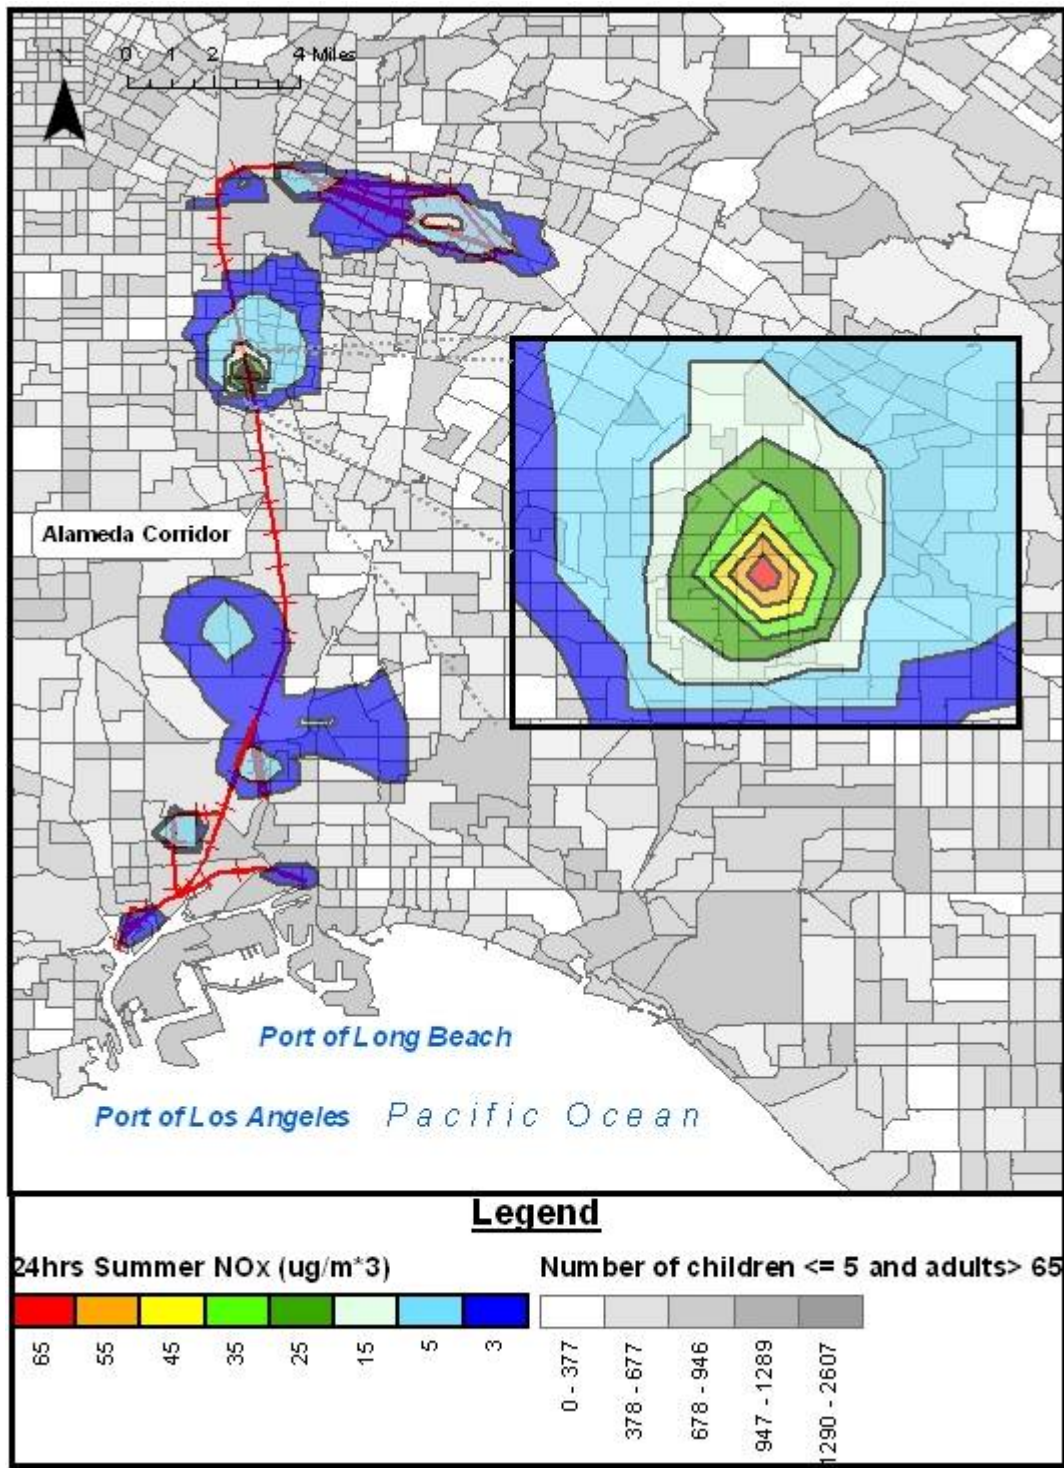 N
0 1 2 4 Miles
Alameda Corridor
Port of Long Beach
Port of Los Angeles Pacific Ocean
Legend
24hrs Summer NOx (ug/m*3) Number of children <= 5 and adults> 65
65 55 45 35 25 15 5 3
0 - 377 378 - 677 678 - 946 947 - 1289 1290 - 2607